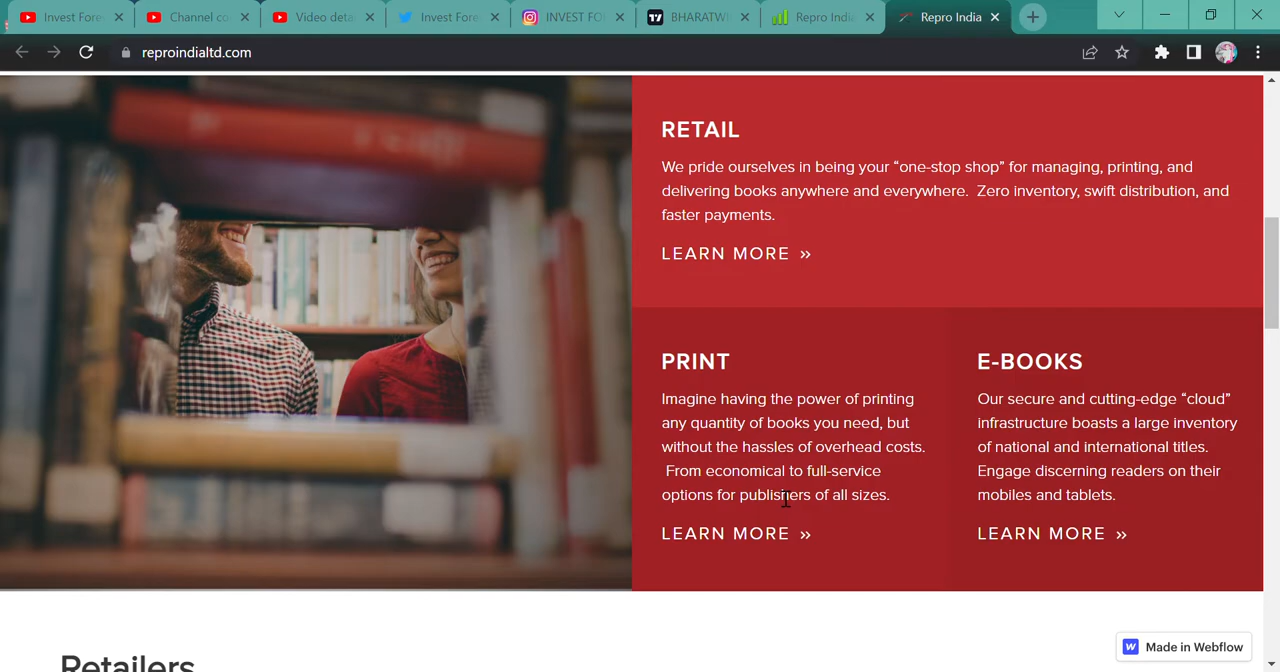 Invest Fore
Channel co
Video deta
Invest Fore
INVEST FO
BHARATWI
Repro India
Repro India
reproindialtd.com
RETAIL
We pride ourselves in being your “one-stop shop” for managing, printing, and
delivering books anywhere and everywhere. Zero inventory, swift distribution, and
faster payments.
LEARN MORE »
PRINT
Imagine having the power of printing
any quantity of books you need, but
without the hassles of overhead costs.
From economical to full-service
options for publishers of all sizes.
LEARN MORE »
E-BOOKS
Our secure and cutting-edge “cloud”
infrastructure boasts a large inventory
of national and international titles.
Engage discerning readers on their
mobiles and tablets.
LEARN MORE »
Retailers
Made in Webflow